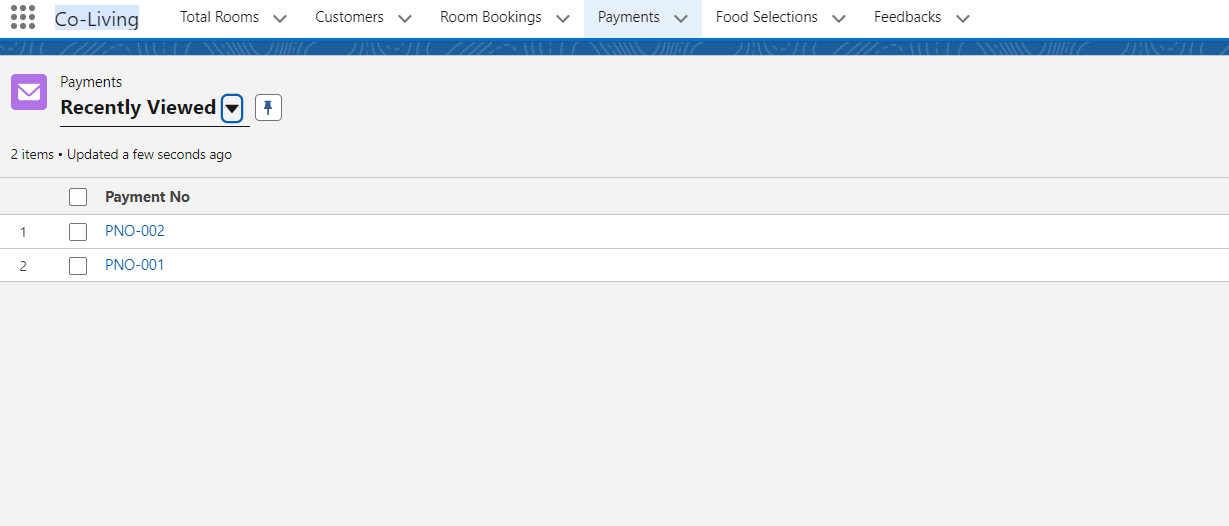 Co-Living Total Rooms Customers Room Bookings Payments Food Selections Feedbacks
Payments
Recently Viewed
2 items • Updated a few seconds ago
Payment No
1 PNO-002
2 PNO-001